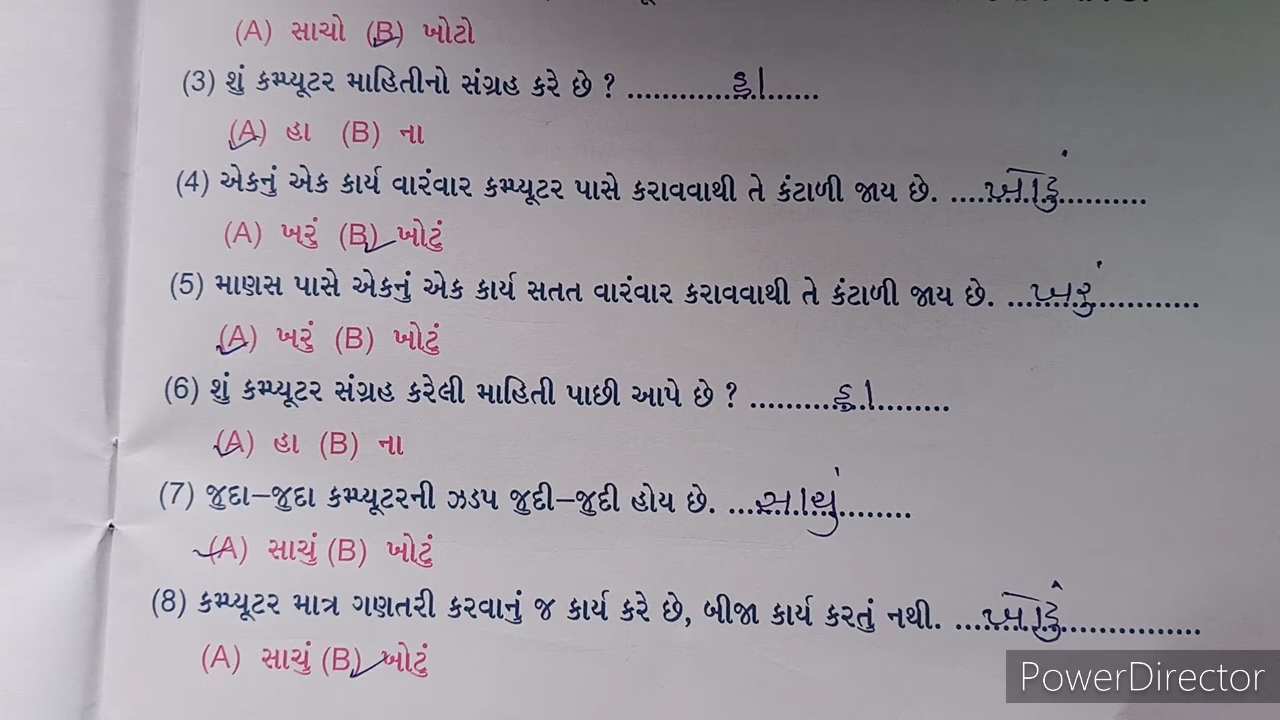 (A) સાચો (B) ખોટો
(3) શું કમ્પ્યૂટર માહિતીનો સંગ્રહ કરે છે ? ............હા......
(A) હા (B) ના
(4) એકનું એક કાર્ય વારંવાર કમ્પ્યૂટર પાસે કરાવવાથી તે કંટાળી જાય છે. ....ખોટું..........
(A) ખરું (B) ખોટું
(5) માણસ પાસે એકનું એક કાર્ય સતત વારંવાર કરાવવાથી તે કંટાળી જાય છે. ...ખરું...........
(A) ખરું (B) ખોટું
(6) શું કમ્પ્યૂટર સંગ્રહ કરેલી માહિતી પાછી આપે છે ? .........હા........
(A) હા (B) ના
(7) જુદા–જુદા કમ્પ્યૂટરની ઝડપ જુદી–જુદી હોય છે. ...સાચું........
(A) સાચું (B) ખોટું
(8) કમ્પ્યૂટર માત્ર ગણતરી કરવાનું જ કાર્ય કરે છે, બીજા કાર્ય કરતું નથી. ....ખોટું...............
(A) સાચું (B) ખોટું
PowerDirector